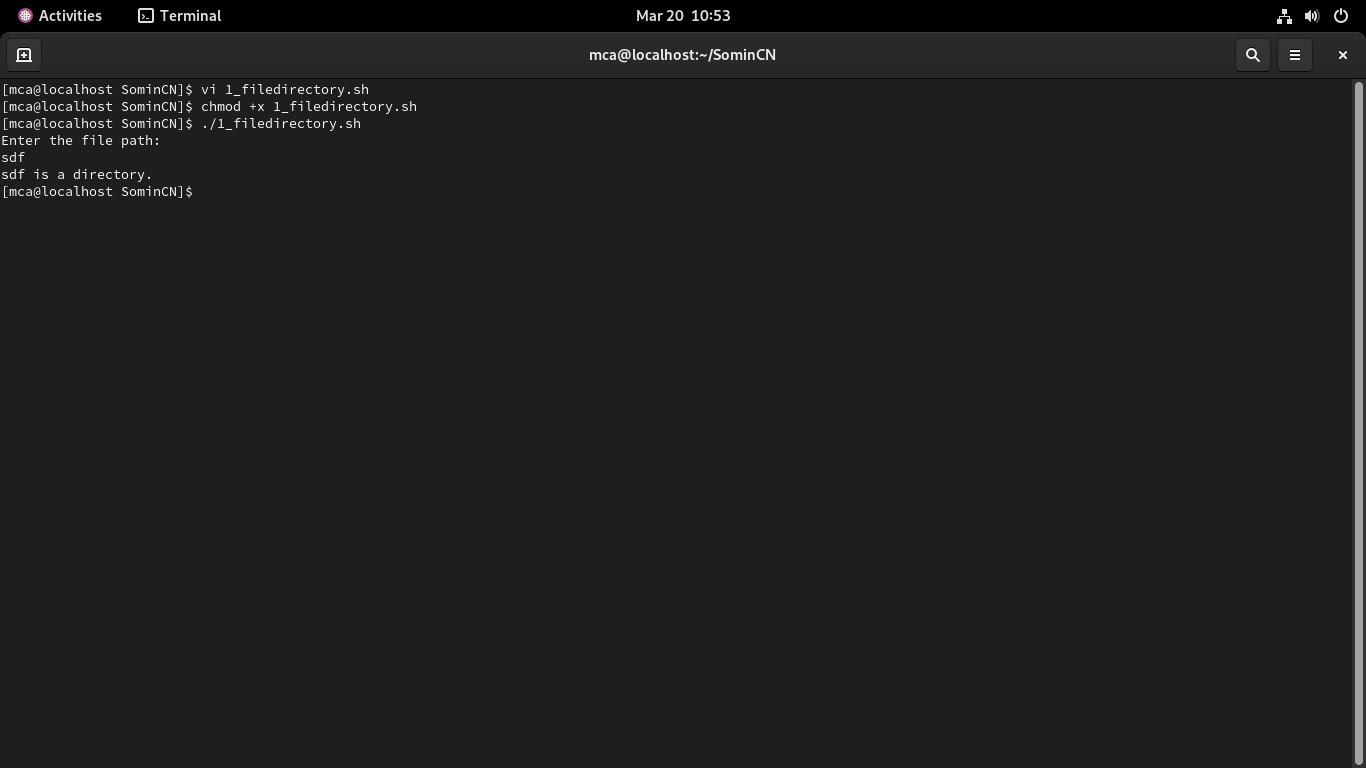 Activities
Terminal
Mar 20 10:53
mca@localhost:~/SominCN
[mca@localhost SominCN]$ vi 1_filedirectory.sh
[mca@localhost SominCN]$ chmod +x 1_filedirectory.sh
[mca@localhost SominCN]$ ./1_filedirectory.sh
Enter the file path:
sdf
sdf is a directory.
[mca@localhost SominCN]$